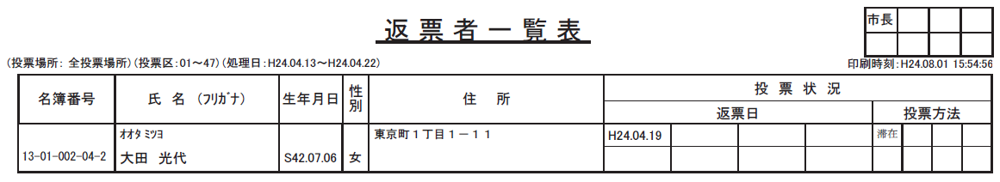 返票者一覧表
市長
(投票場所: 全投票場所)(投票区:01～47)(処理日:H24.04.13～H24.04.22)
印刷時刻:H24.08.01 15:54:56
名簿番号 氏 名 (フリガナ) 生年月日 性別 住 所 投 票 状 況
返票日 投票方法
オオタ ミツヨ 東京町1丁目1-11 H24.04.19 滞在
13-01-002-04-2 大田 光代 S42.07.06 女